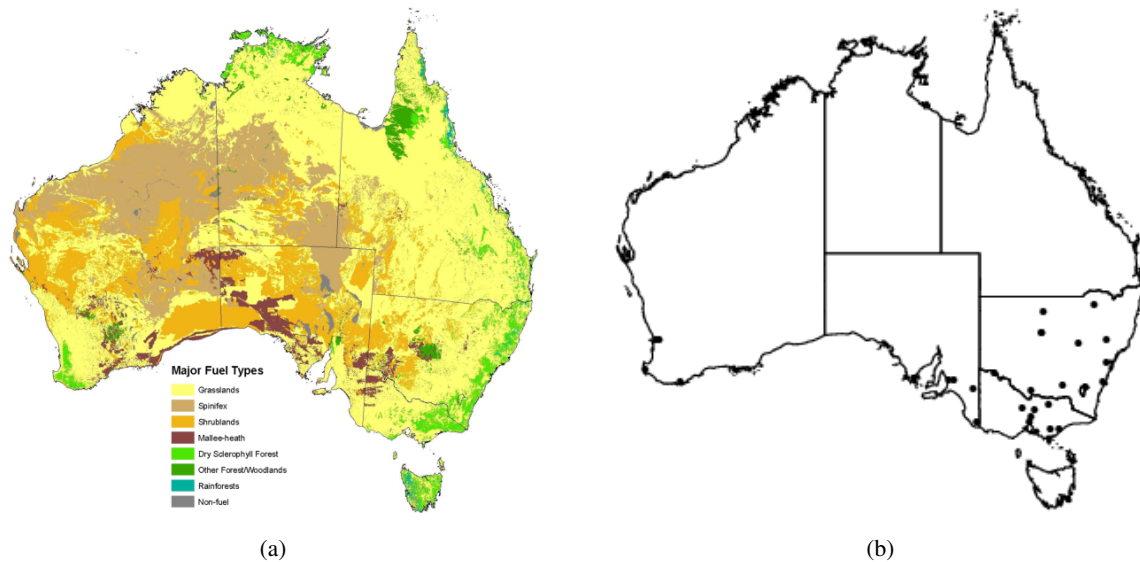 Major Fuel Types
Grasslands
Spinifex
Shrublands
Mallee-heath
Dry Sclerophyll Forest
Other Forest/Woodlands
Rainforests
Non-fuel
(a)
(b)